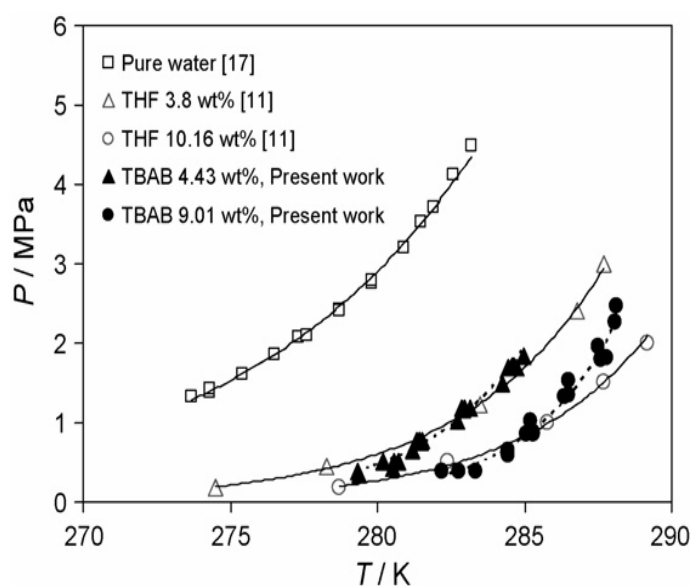 6
5
4
3
2
1
0
P / MPa
Pure water [17]
THF 3.8 wt% [11]
THF 10.16 wt% [11]
TBAB 4.43 wt%, Present work
TBAB 9.01 wt%, Present work
270 275 280 285 290
T / K